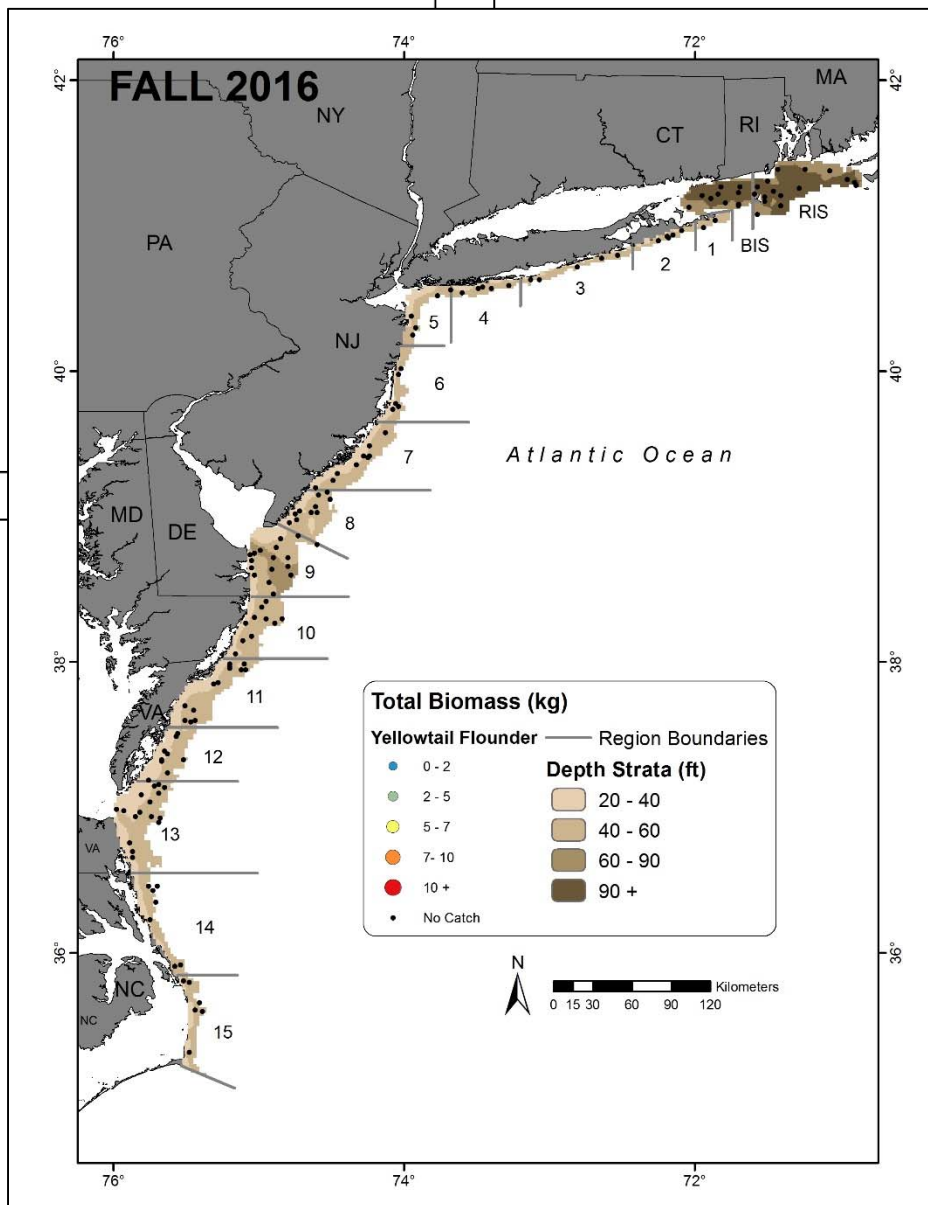 76°
74°
72°
42°
42°
FALL 2016
MA
NY
CT
RI
PA
RIS
BIS
1
2
3
4
5
NJ
40°
40°
6
Atlantic Ocean
7
MD
DE
8
9
10
38°
38°
11
VA
12
13
VA
14
36°
36°
NC
NC
15
Total Biomass (kg)
Yellowtail Flounder
0 - 2
2 - 5
5 - 7
7- 10
10 +
No Catch
Region Boundaries
Depth Strata (ft)
20 - 40
40 - 60
60 - 90
90 +
N
Kilometers
0 15 30 60 90 120
76°
74°
72°